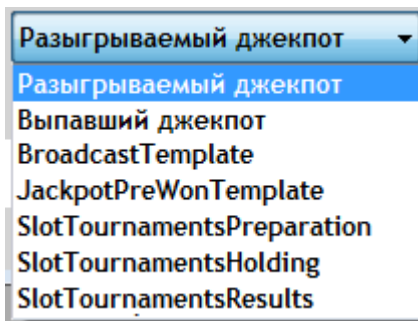 Разыгрываемый джекпот
Разыгрываемый джекпот
Выпавший джекпот
BroadcastTemplate
JackpotPreWonTemplate
SlotTournamentsPreparation
SlotTournamentsHolding
SlotTournamentsResults